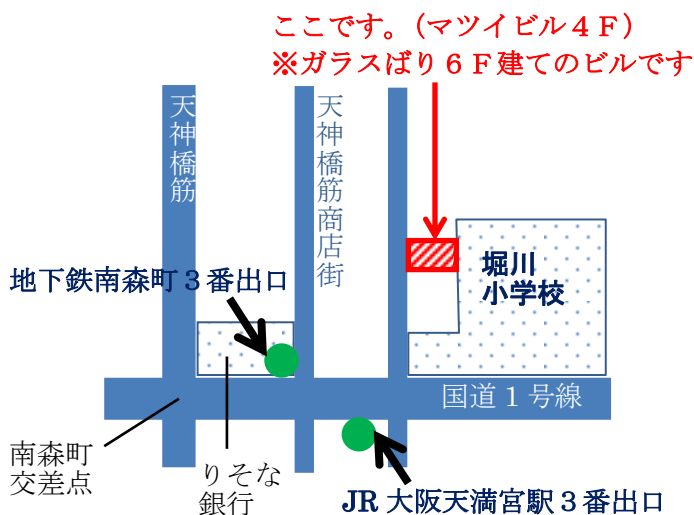 ここです。（マツイビル４Ｆ）
※ガラスばり６Ｆ建てのビルです
天神橋筋
天神橋筋商店街
地下鉄南森町３番出口
堀川
小学校
国道１号線
南森町
交差点
りそな
銀行
JR 大阪天満宮駅３番出口